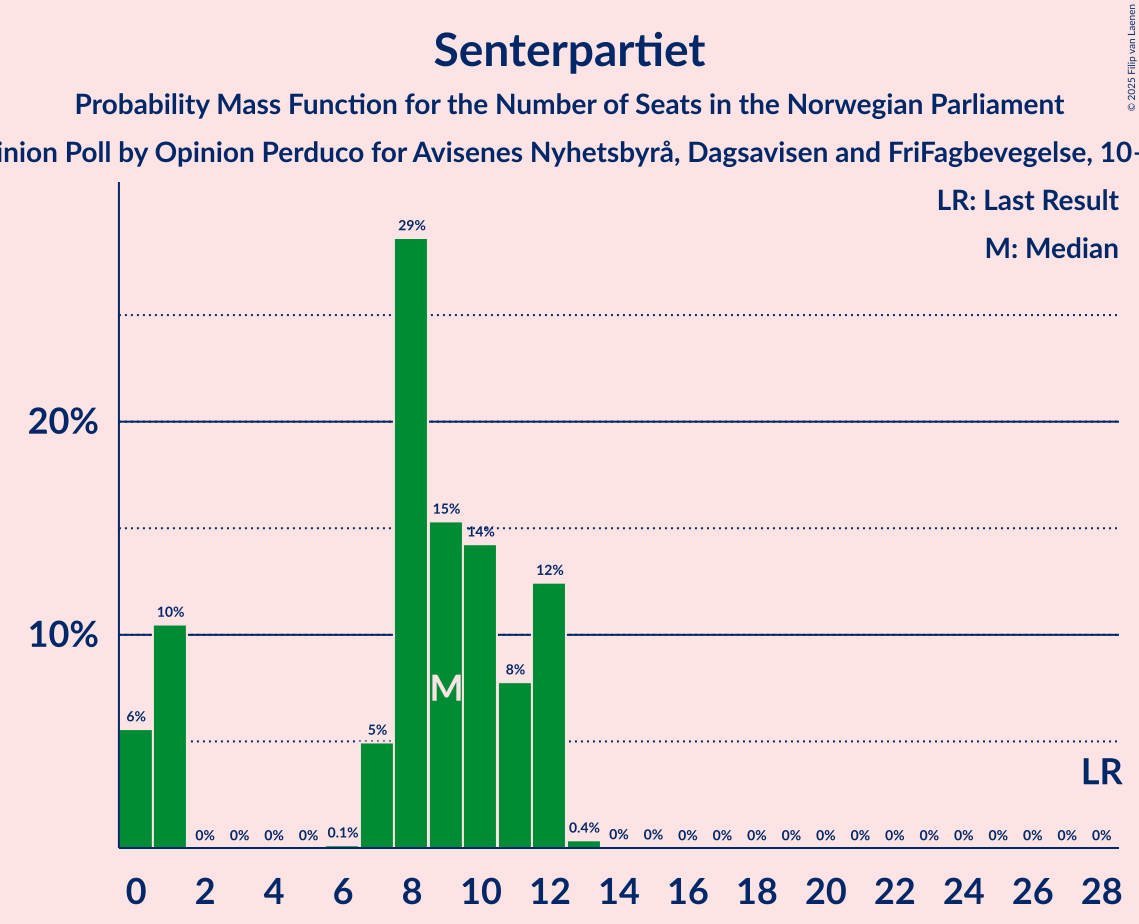 © 2025 Filip van Laenen
Senterpartiet
Probability Mass Function for the Number of Seats in the Norwegian Parliament
inion Poll by Opinion Perduco for Avisenes Nyhetsbyrå, Dagsavisen and FriFagbevegelse, 10-
LR: Last Result
M: Median
29%
20%
15%
14%
12%
10%
10%
8%
M
6%
5%
LR
0% 0% 0% 0% 0.1% 0.4% 0% 0% 0% 0% 0% 0% 0% 0% 0% 0% 0% 0% 0% 0% 0%
0 2 4 6 8 10 12 14 16 18 20 22 24 26 28